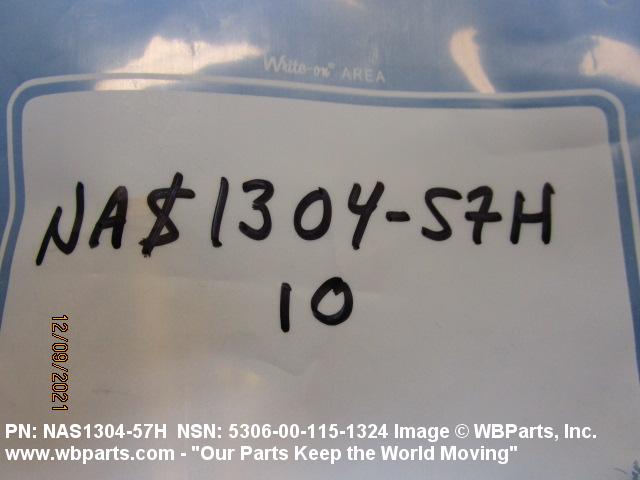 Write-on® AREA
NA$1304-57H
10
12/09/2021
PN: NAS1304-57H NSN: 5306-00-115-1324 Image © WBParts, Inc.
www.wbparts.com - "Our Parts Keep the World Moving"